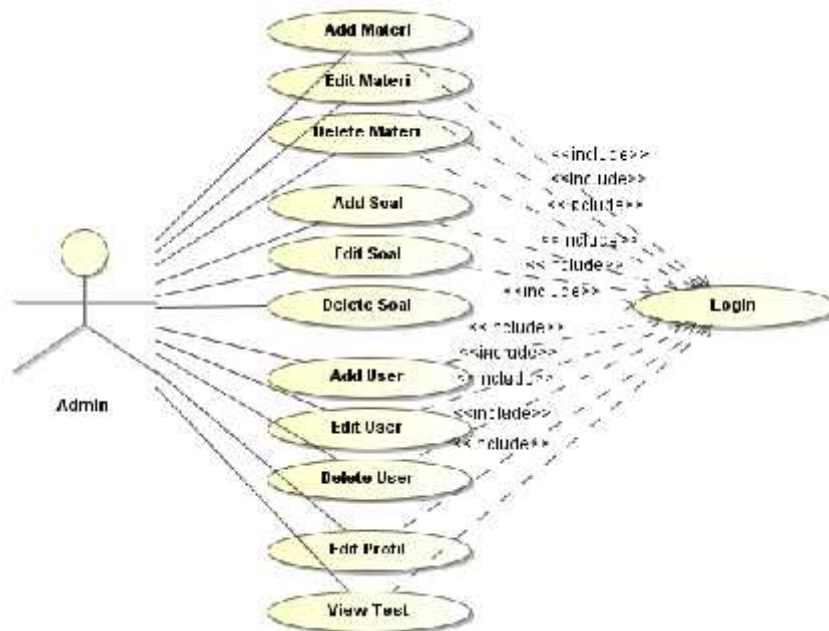 Add Materi
Edit Materi
Delete Materi
<<include>>
<<include>>
<<include>>
Add Soal
<<include>>
Edit Soal
<<include>>
<<include>>
Delete Soal
Login
<<include>>
<<include>>
Add User
<<include>>
Admin
<<include>>
Edit User
<<include>>
Delete User
Edit Profil
View Test